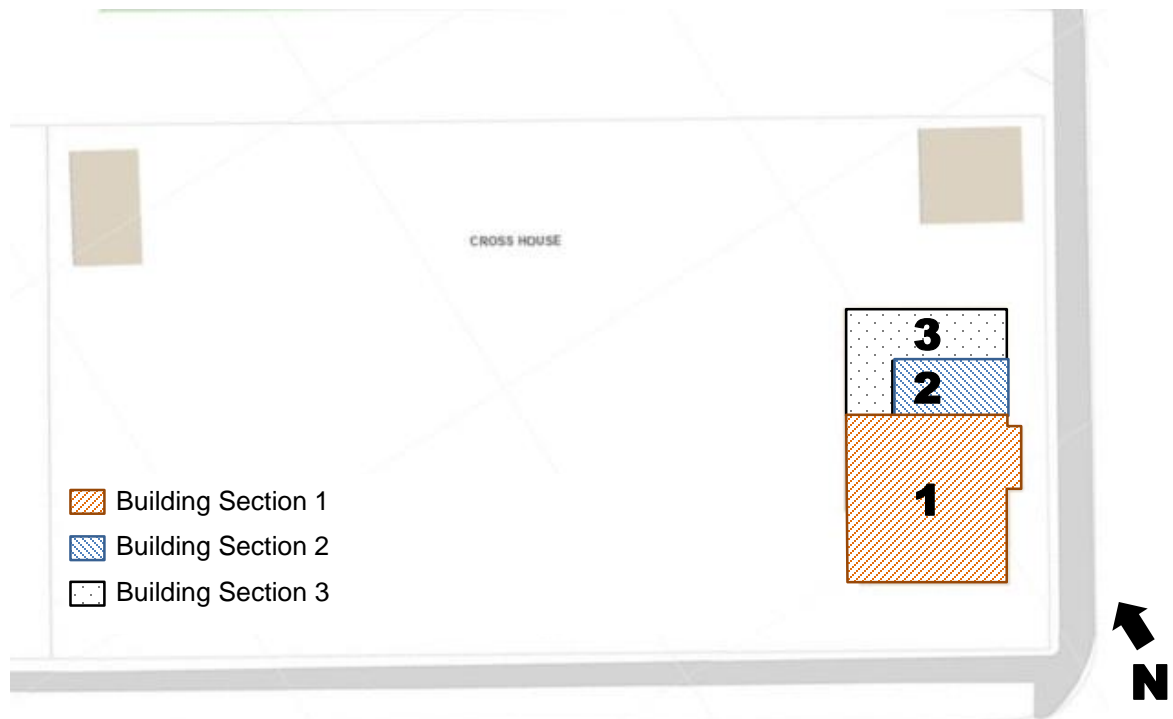 CROSS HOUSE
3
2
1
Building Section 1
Building Section 2
Building Section 3
N